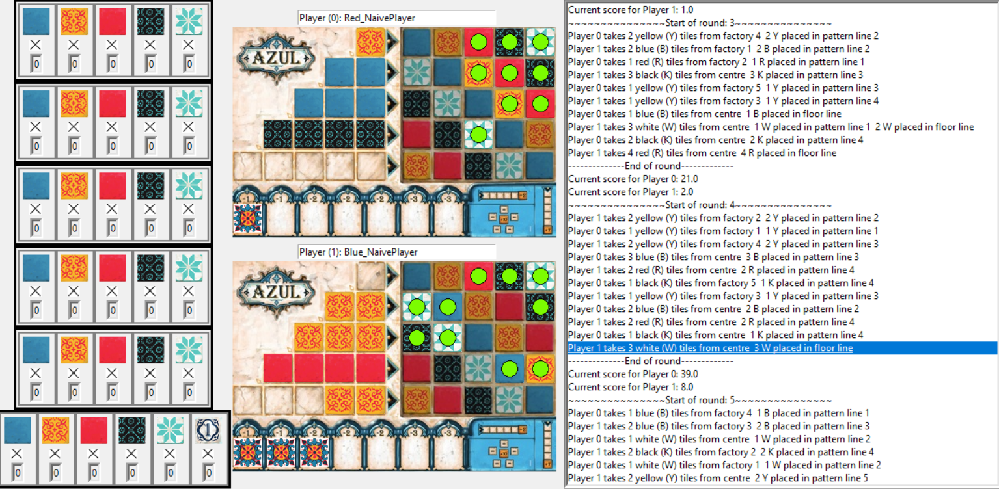 0 0 0 0 0
0 0 0 0 0
0 0 0 0 0
0 0 0 0 0
0 0 0 0 0
1
0 0 0 0 0 0
Player (0): Red_NaivePlayer
AZUL
-1 -1 -2 -2 -2 -3 -3
+2
+10
+7
Player (1): Blue_NaivePlayer
AZUL
-1 -1 -2 -2 -2 -3 -3
+2
+10
+7
Current score for Player 1: 1.0
~~~~~~~~~~~~~~~Start of round: 3~~~~~~~~~~~~~~~
Player 0 takes 2 yellow (Y) tiles from factory 4 2 Y placed in pattern line 2
Player 1 takes 2 blue (B) tiles from factory 1 2 B placed in pattern line 2
Player 0 takes 1 red (R) tiles from factory 2 1 R placed in pattern line 1
Player 1 takes 3 black (K) tiles from centre 3 K placed in pattern line 3
Player 0 takes 1 yellow (Y) tiles from factory 5 1 Y placed in pattern line 3
Player 1 takes 1 yellow (Y) tiles from factory 3 1 Y placed in pattern line 4
Player 0 takes 1 blue (B) tiles from centre 1 B placed in floor line
Player 1 takes 3 white (W) tiles from centre 1 W placed in pattern line 1 2 W placed in floor line
Player 0 takes 2 black (K) tiles from centre 2 K placed in pattern line 4
Player 1 takes 4 red (R) tiles from centre 4 R placed in floor line
--------------End of round-------------
Current score for Player 0: 21.0
Current score for Player 1: 2.0
~~~~~~~~~~~~~~~Start of round: 4~~~~~~~~~~~~~~~
Player 1 takes 2 yellow (Y) tiles from factory 2 2 Y placed in pattern line 2
Player 0 takes 1 yellow (Y) tiles from factory 1 1 Y placed in pattern line 1
Player 1 takes 2 yellow (Y) tiles from factory 4 2 Y placed in pattern line 3
Player 0 takes 3 blue (B) tiles from centre 3 B placed in pattern line 3
Player 1 takes 2 red (R) tiles from centre 2 R placed in pattern line 4
Player 0 takes 1 black (K) tiles from factory 5 1 K placed in pattern line 4
Player 1 takes 1 yellow (Y) tiles from factory 3 1 Y placed in pattern line 3
Player 0 takes 2 blue (B) tiles from centre 2 B placed in pattern line 2
Player 1 takes 2 red (R) tiles from centre 2 R placed in pattern line 4
Player 0 takes 1 black (K) tiles from centre 1 K placed in pattern line 4
Player 1 takes 3 white (W) tiles from centre 3 W placed in floor line
--------------End of round-------------
Current score for Player 0: 39.0
Current score for Player 1: 8.0
~~~~~~~~~~~~~~~Start of round: 5~~~~~~~~~~~~~~~
Player 0 takes 1 blue (B) tiles from factory 4 1 B placed in pattern line 1
Player 1 takes 2 blue (B) tiles from factory 3 2 B placed in pattern line 3
Player 0 takes 1 white (W) tiles from centre 1 W placed in pattern line 2
Player 1 takes 2 black (K) tiles from factory 2 2 K placed in pattern line 4
Player 0 takes 1 white (W) tiles from factory 1 1 W placed in pattern line 2
Player 1 takes 2 yellow (Y) tiles from centre 2 Y placed in pattern line 5